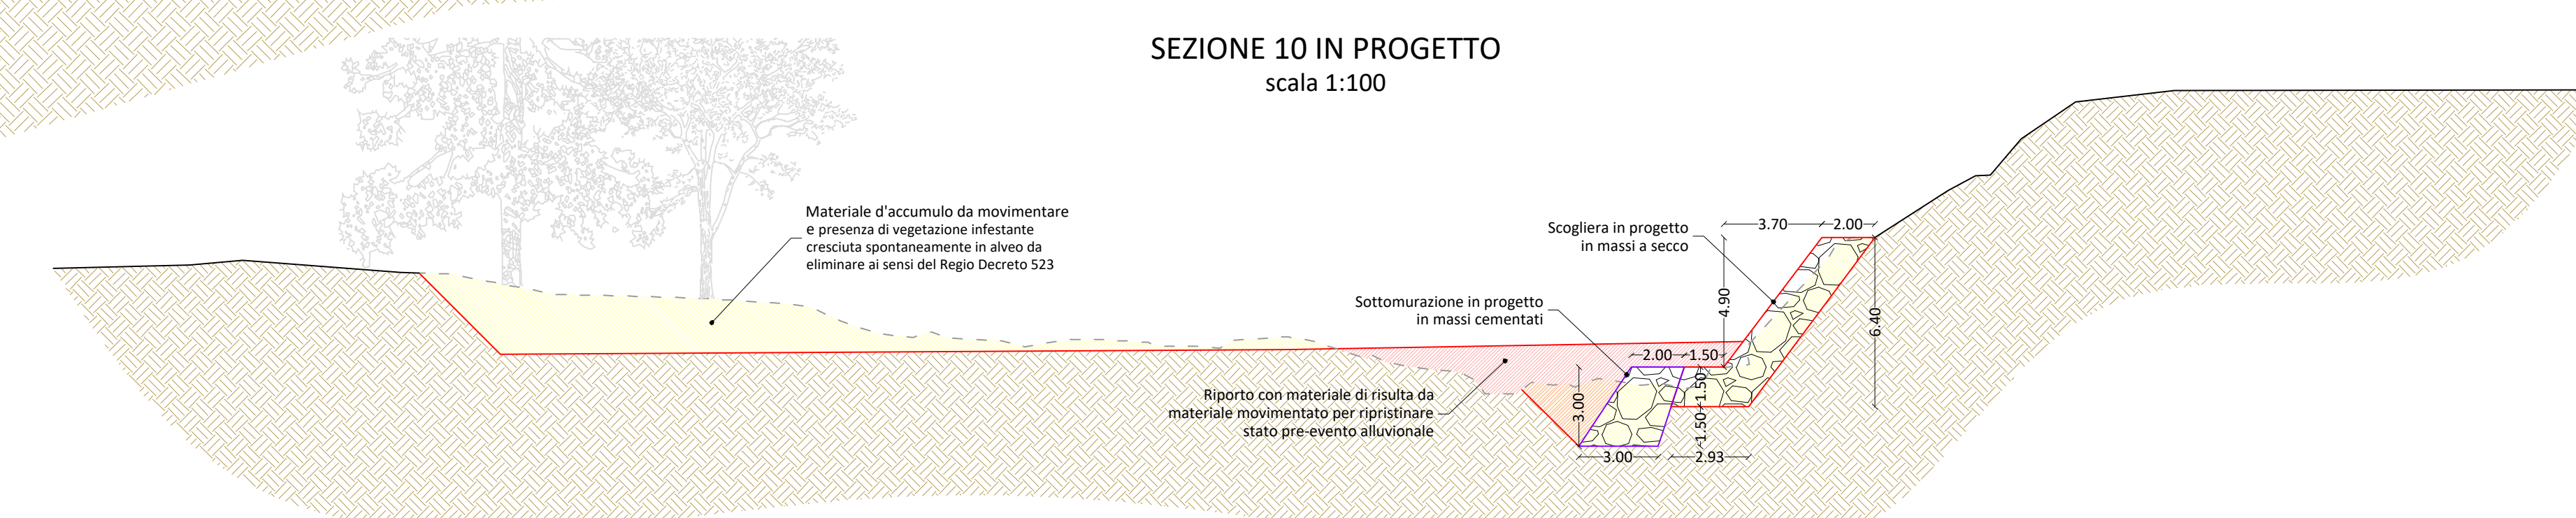 SEZIONE 10 IN PROGETTO
scala 1:100
Materiale d'accumulo da movimentare
e presenza di vegetazione infestante
cresciuta spontaneamente in alveo da
eliminare ai sensi del Regio Decreto 523
Scogliera in progetto
in massi a secco
3.70
2.00
4.90
6.40
Sottomurazione in progetto
in massi cementati
2.00
1.50
Riporto con materiale di risulta da
materiale movimentato per ripristinare
stato pre-evento alluvionale
3.00
1.50
1.50
3.00
2.93